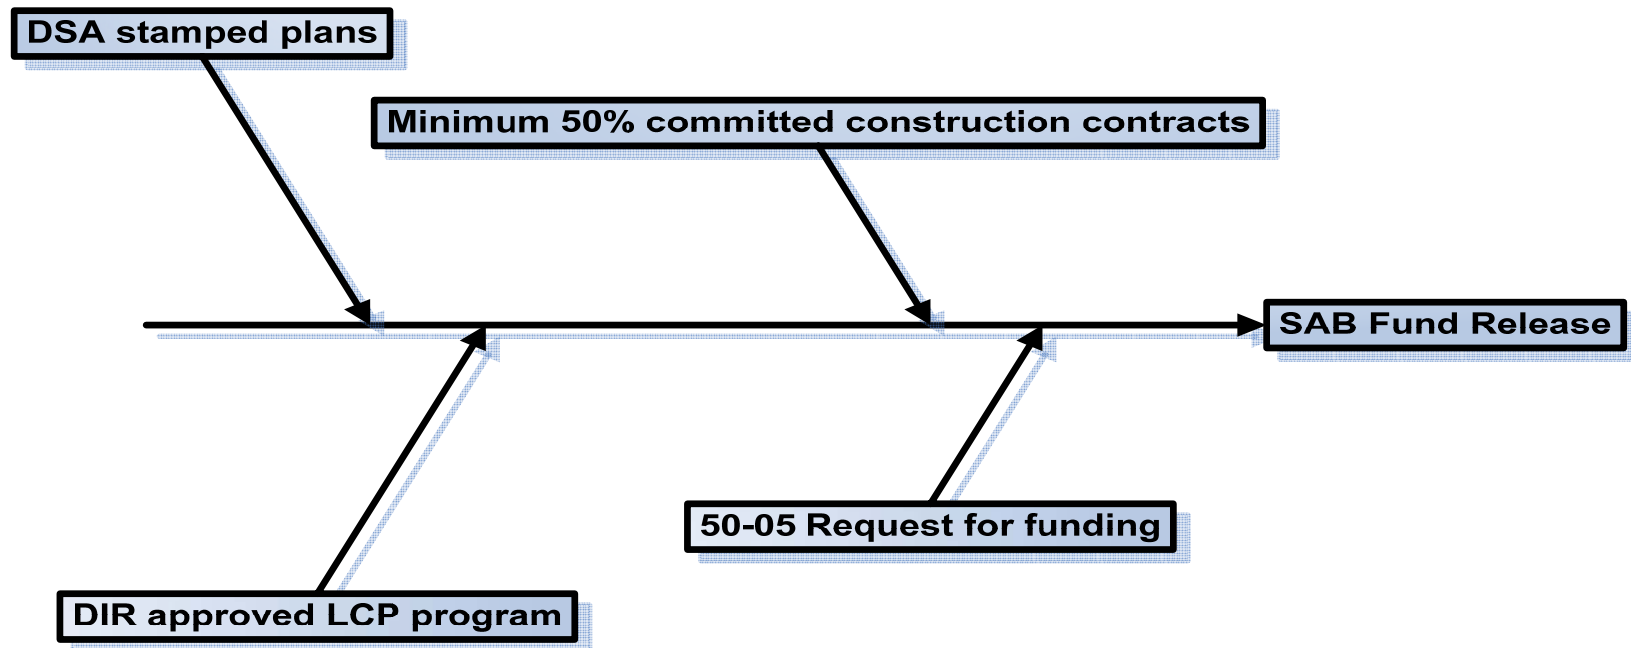 DSA stamped plans
Minimum 50% committed construction contracts
SAB Fund Release
50-05 Request for funding
DIR approved LCP program